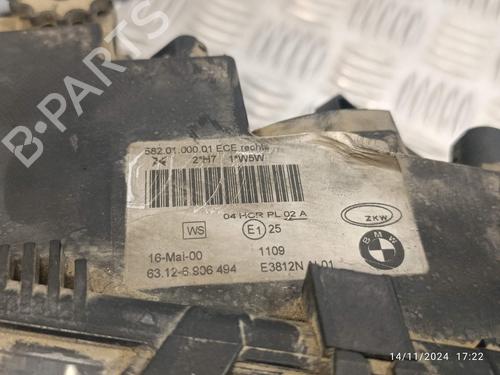 582.01.000.01 ECE rechts
2*H7 1*W5W
04 HCR PL 02 A
WS E1 25
ZKW
16-Mai-00 1109
BMW
63.12-6.906 494 E3812N
B-PARTS
14/11/2024 17:22